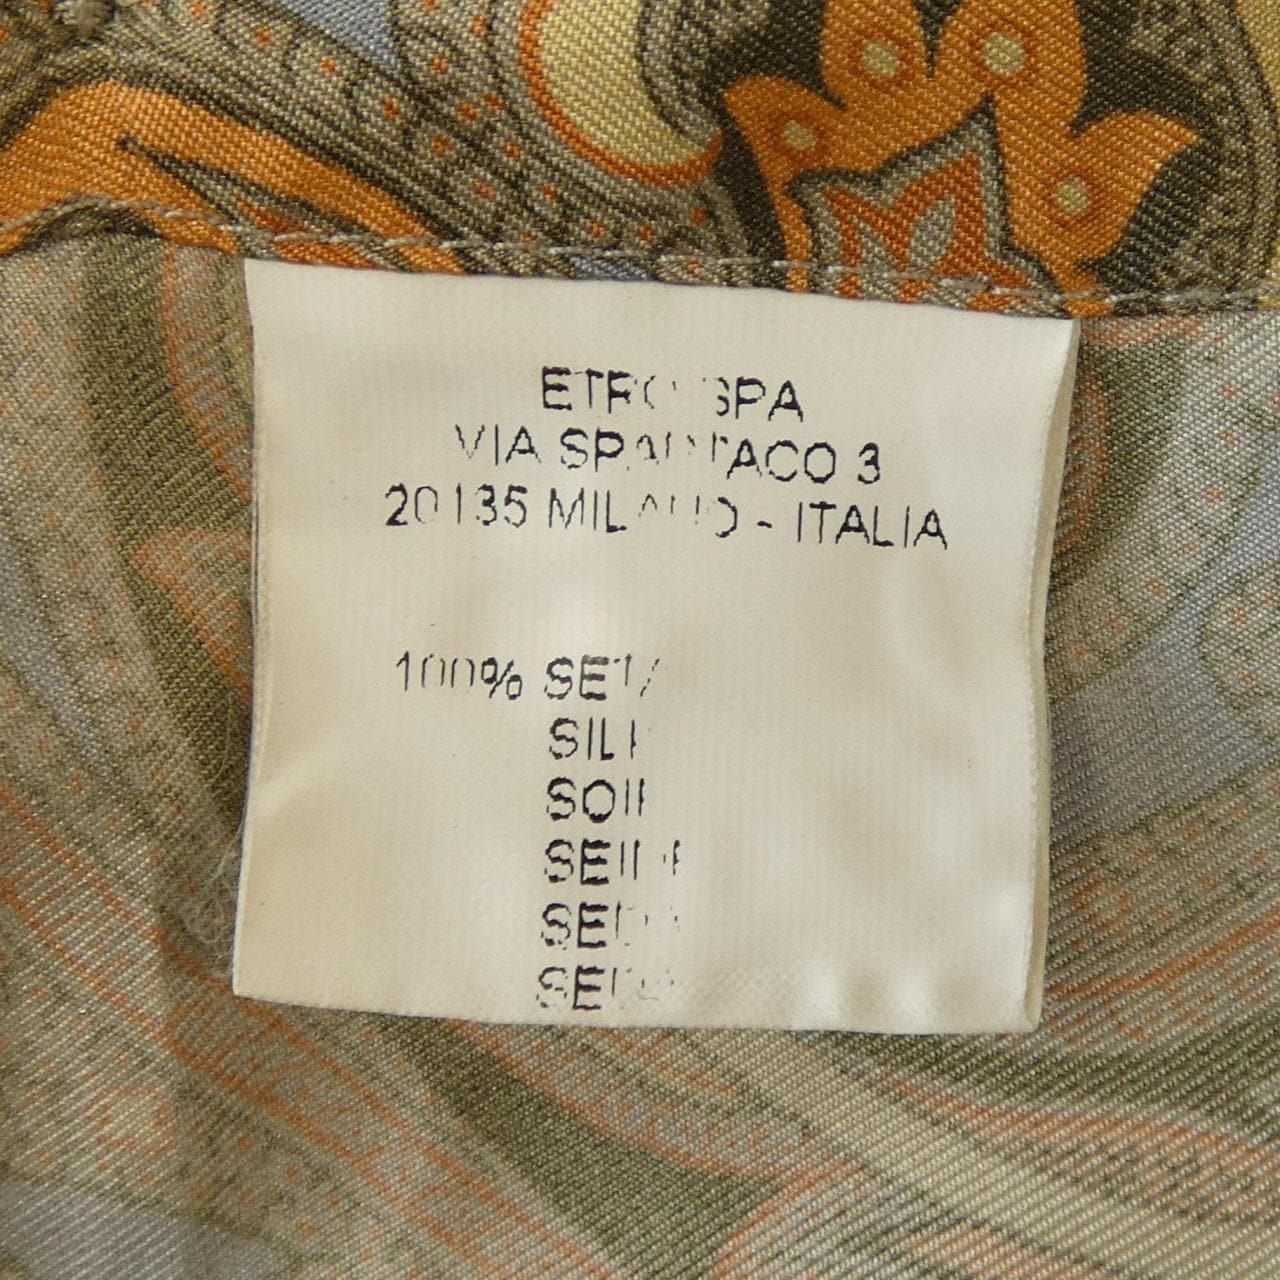 ETRO SPA
VIA SPARTACO 3
20135 MILANO - ITALIA
100% SETA
SILK
SOIE
SEIDE
SEDA
SEDA